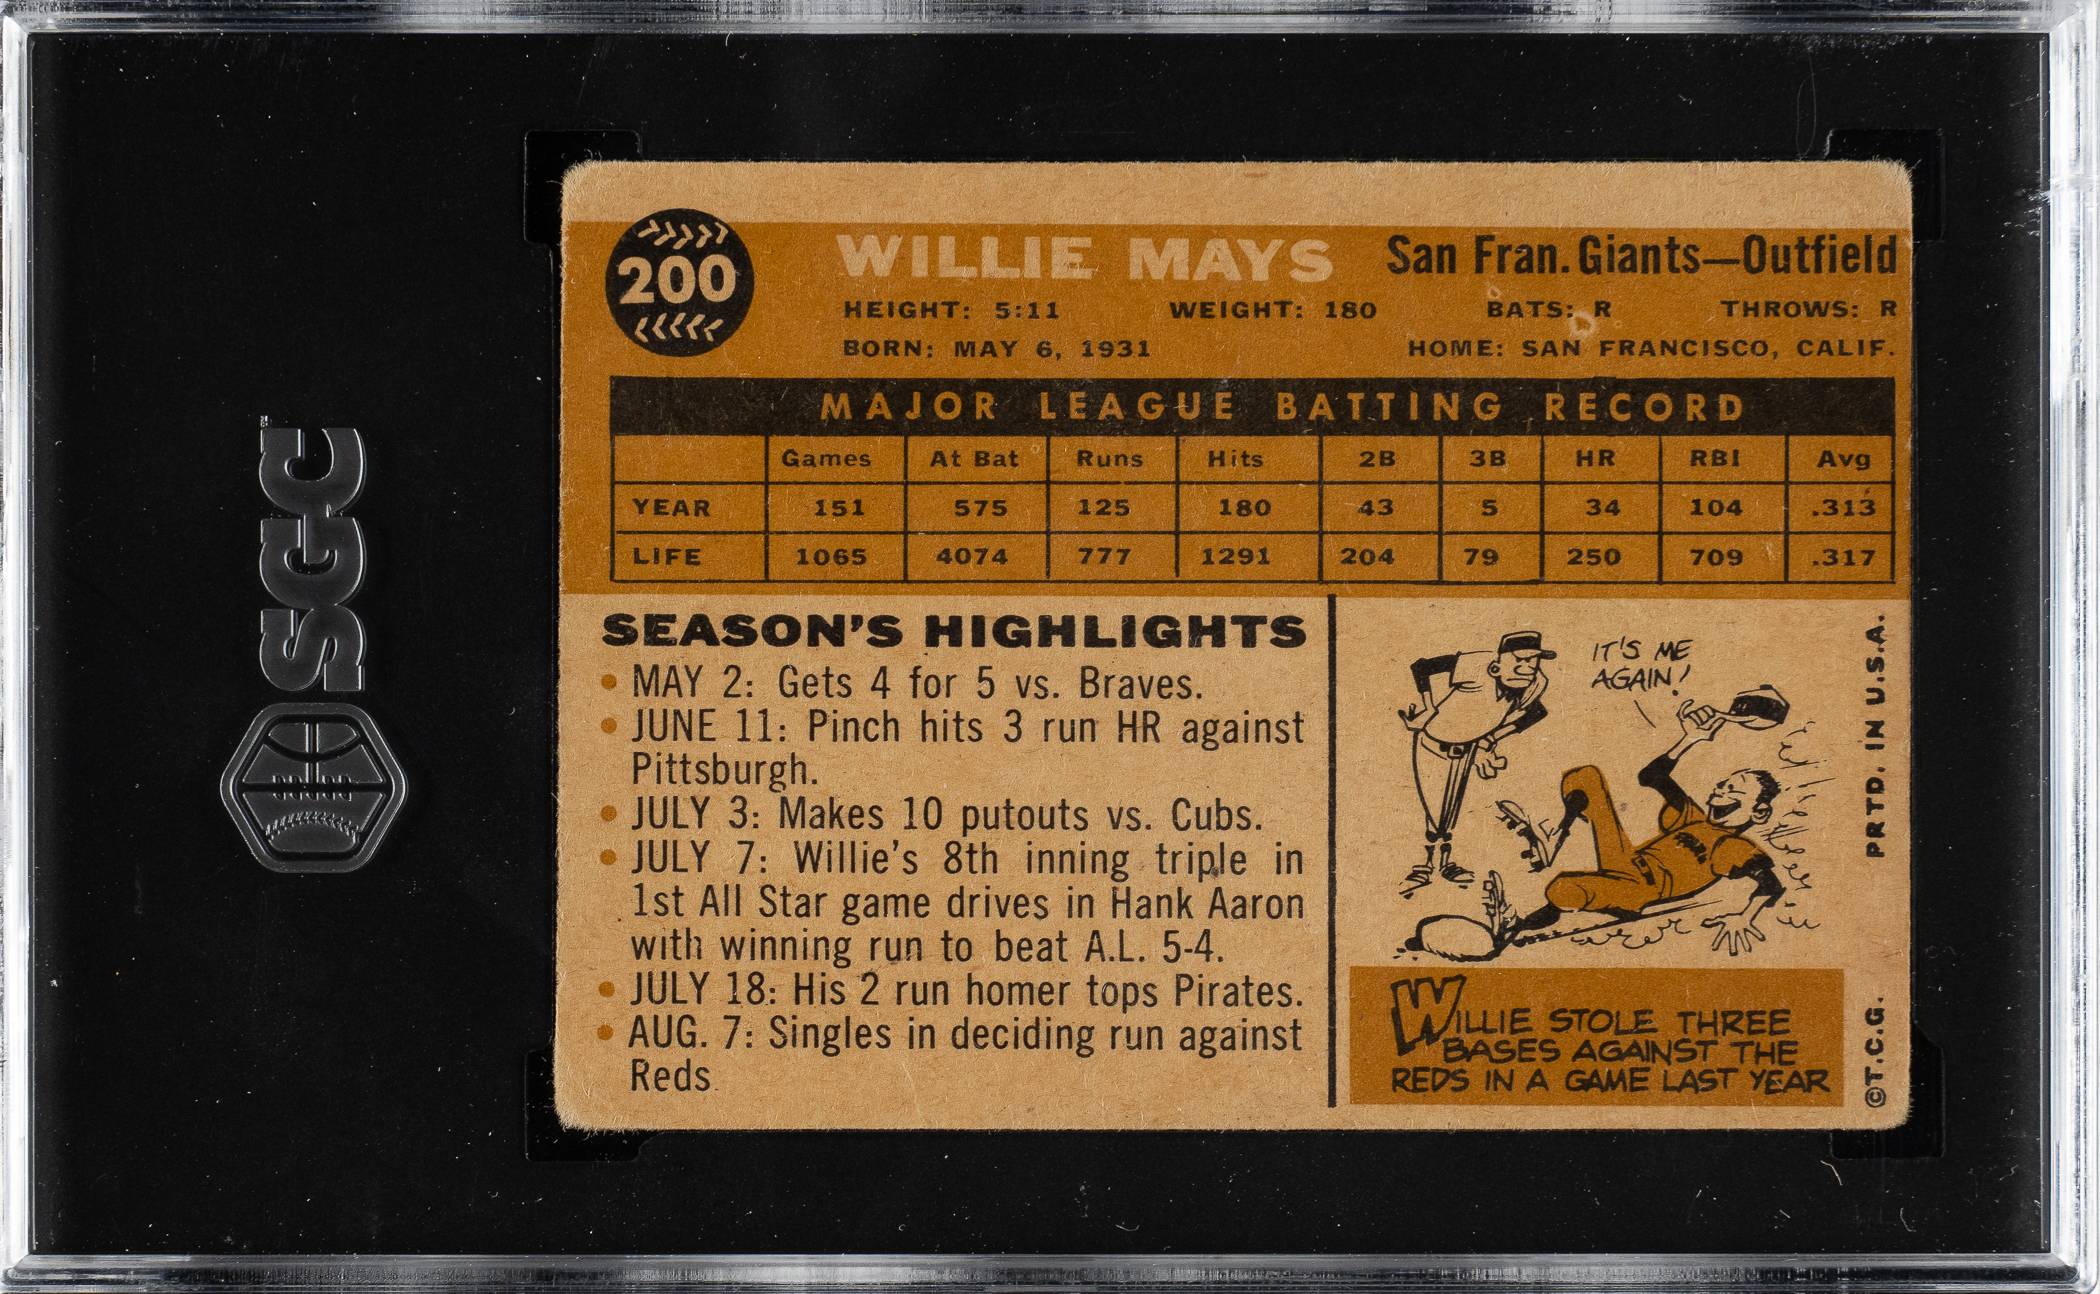 SGC
200
WILLIE MAYS
San Fran. Giants—Outfield
HEIGHT: 5:11 WEIGHT: 180 BATS: R THROWS: R
BORN: MAY 6, 1931 HOME: SAN FRANCISCO, CALIF.
MAJOR LEAGUE BATTING RECORD
Games At Bat Runs Hits 2B 3B HR RBI Avg
YEAR 151 575 125 180 43 5 34 104 .313
LIFE 1065 4074 777 1291 204 79 250 709 .317
SEASON'S HIGHLIGHTS
• MAY 2: Gets 4 for 5 vs. Braves.
• JUNE 11: Pinch hits 3 run HR against
Pittsburgh.
• JULY 3: Makes 10 putouts vs. Cubs.
• JULY 7: Willie's 8th inning triple in
1st All Star game drives in Hank Aaron
with winning run to beat A.L. 5-4.
• JULY 18: His 2 run homer tops Pirates.
• AUG. 7: Singles in deciding run against
Reds.
IT'S ME
AGAIN!
WILLIE STOLE THREE
BASES AGAINST THE
REDS IN A GAME LAST YEAR
©T.C.G. PRTD. IN U.S.A.